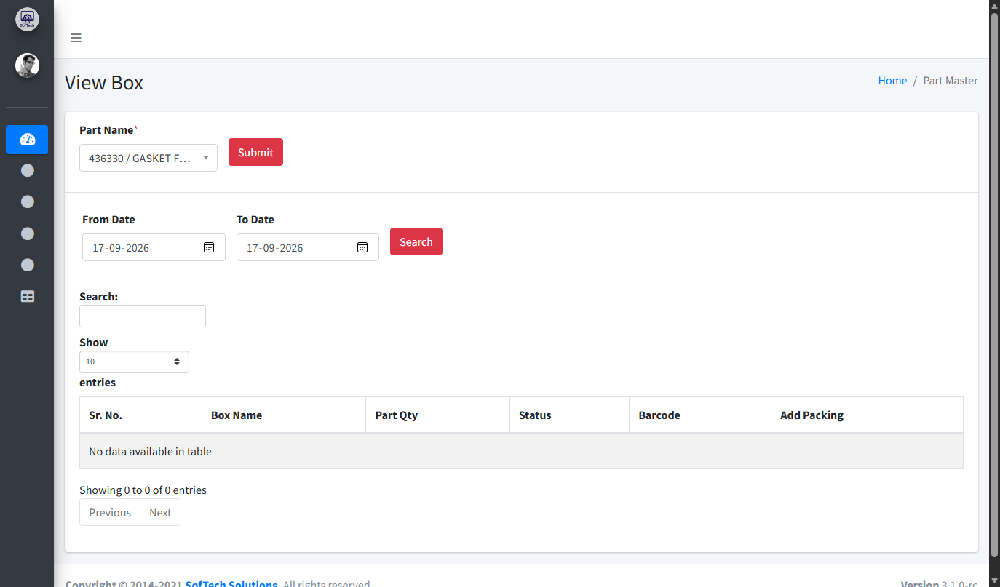 SofTech
View Box
Home / Part Master
Part Name*
436330 / GASKET F...
Submit
From Date
To Date
17-09-2026
17-09-2026
Search
Search:
Show
10
entries
Sr. No.
Box Name
Part Qty
Status
Barcode
Add Packing
No data available in table
Showing 0 to 0 of 0 entries
Previous
Next
Copyright © 2014-2021 SofTech Solutions. All rights reserved.
Version 3.1.0-rc